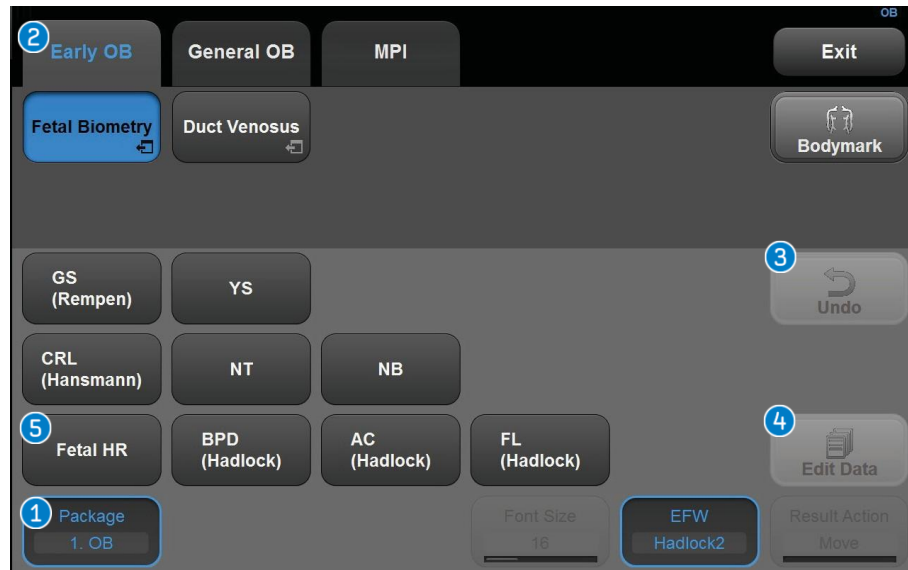 OB
2
Early OB
General OB
MPI
Exit
Fetal Biometry
Duct Venosus
Bodymark
3
GS
(Rempen)
YS
Undo
CRL
(Hansmann)
NT
NB
5
Fetal HR
BPD
(Hadlock)
AC
(Hadlock)
FL
(Hadlock)
4
Edit Data
1
Package
1. OB
Font Size
16
EFW
Hadlock2
Result Action
Move